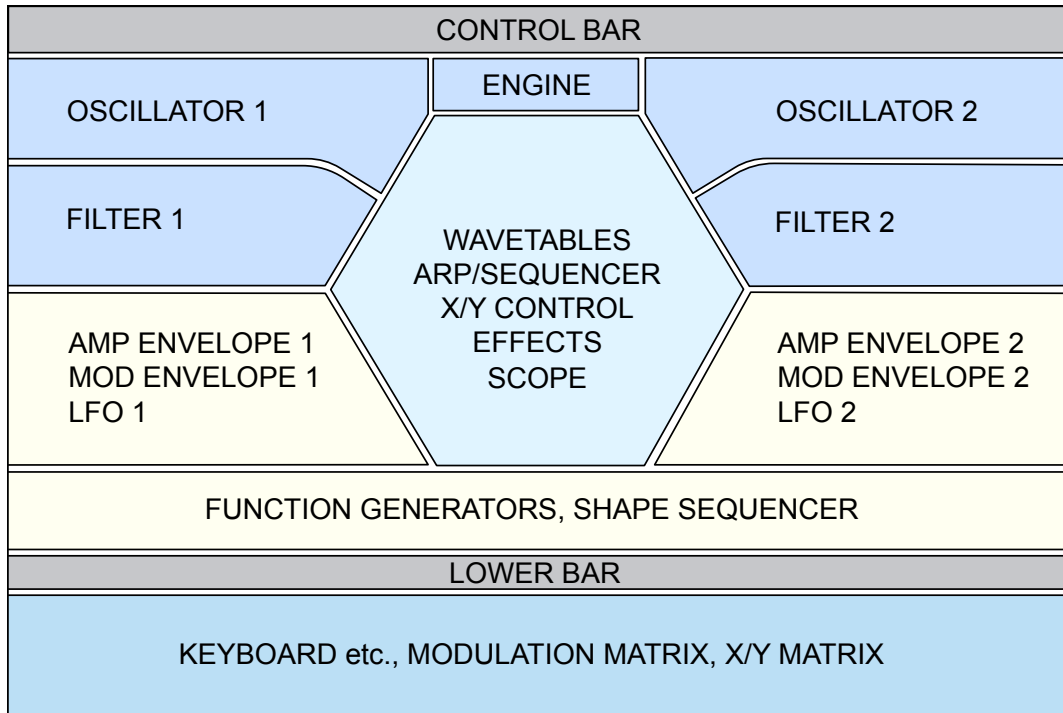 CONTROL BAR
OSCILLATOR 1
ENGINE
OSCILLATOR 2
FILTER 1
FILTER 2
WAVETABLES
ARP/SEQUENCER
X/Y CONTROL
EFFECTS
SCOPE
AMP ENVELOPE 1
MOD ENVELOPE 1
LFO 1
AMP ENVELOPE 2
MOD ENVELOPE 2
LFO 2
FUNCTION GENERATORS, SHAPE SEQUENCER
LOWER BAR
KEYBOARD etc., MODULATION MATRIX, X/Y MATRIX